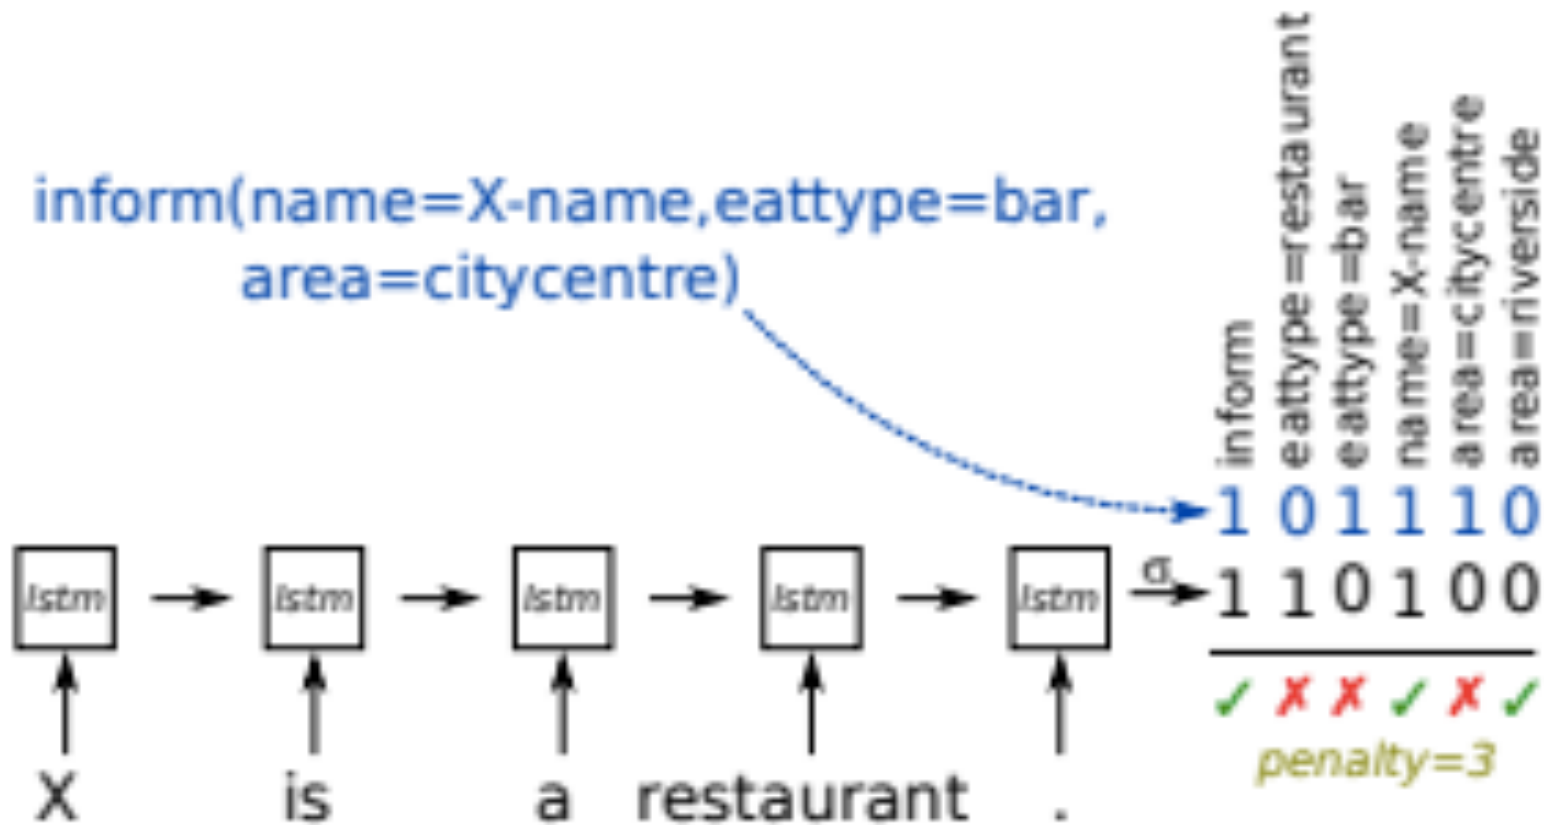 inform(name=X-name,eattype=bar,
area=citycentre)
inform
eattype=restaurant
eattype=bar
name=X-name
area=citycentre
area=riverside
1 0 1 1 1 0
lstm lstm lstm lstm lstm σ 1 1 0 1 0 0
✓ ✗ ✗ ✓ ✗ ✓
penalty=3
X is a restaurant .